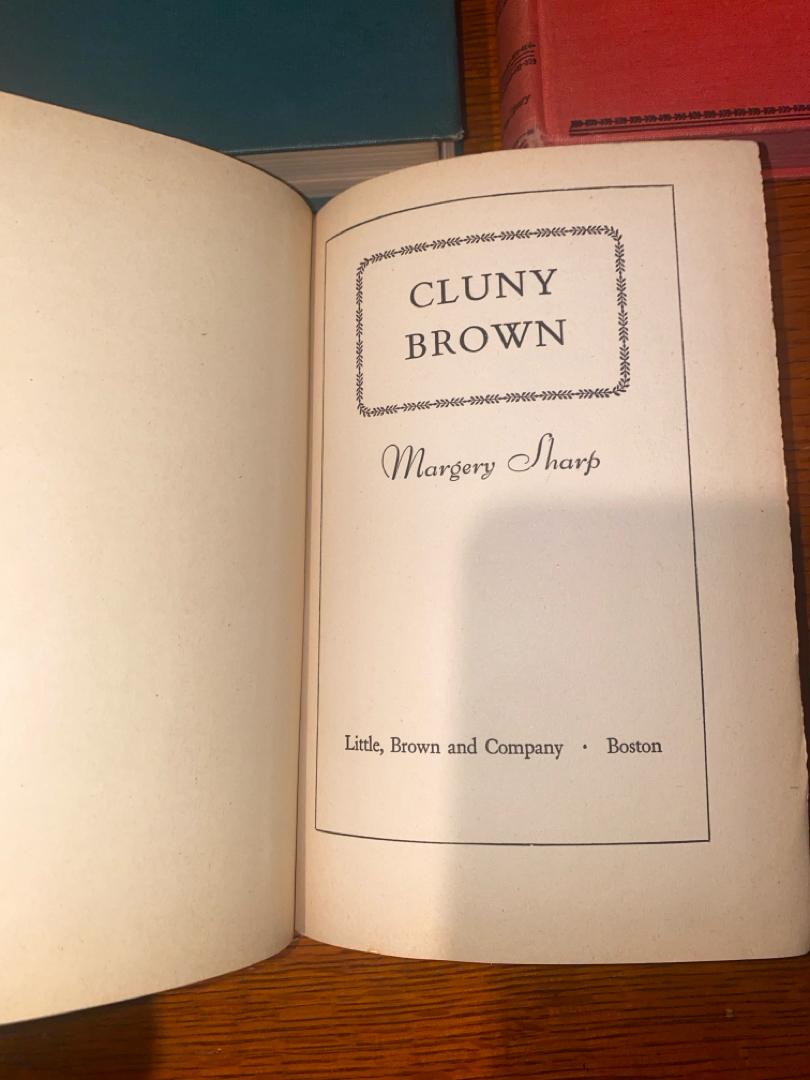 CLUNY
BROWN
Margery Sharp
Little, Brown and Company · Boston